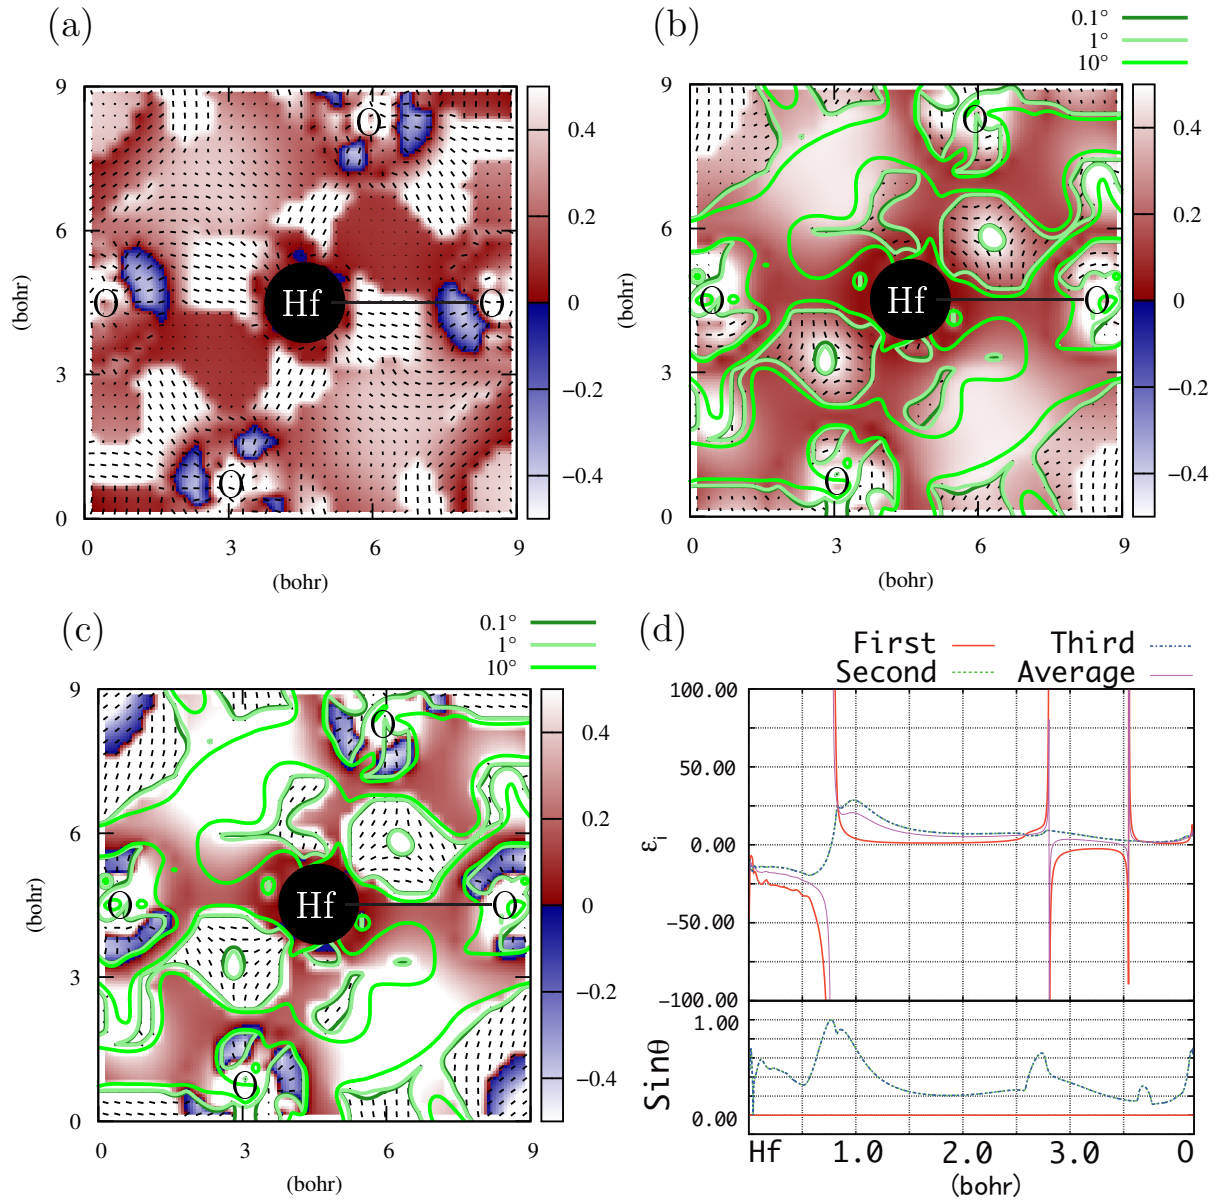 (a)
9
6
3
0
0 3 6 9
(bohr)
(bohr)
O
O Hf O
O
0.4
0.2
0
−0.2
−0.4
(b)
0.1°
1°
10°
9
6
3
0
0 3 6 9
(bohr)
(bohr)
O
O Hf O
O
0.4
0.2
0
−0.2
−0.4
(c)
0.1°
1°
10°
9
6
3
0
0 3 6 9
(bohr)
(bohr)
O
O Hf O
O
0.4
0.2
0
−0.2
−0.4
(d)
First Third
Second Average
100.00
50.00
0.00
−50.00
−100.00
εi
1.00
0.00
Sinθ
Hf 1.0 2.0 3.0 O
(bohr)